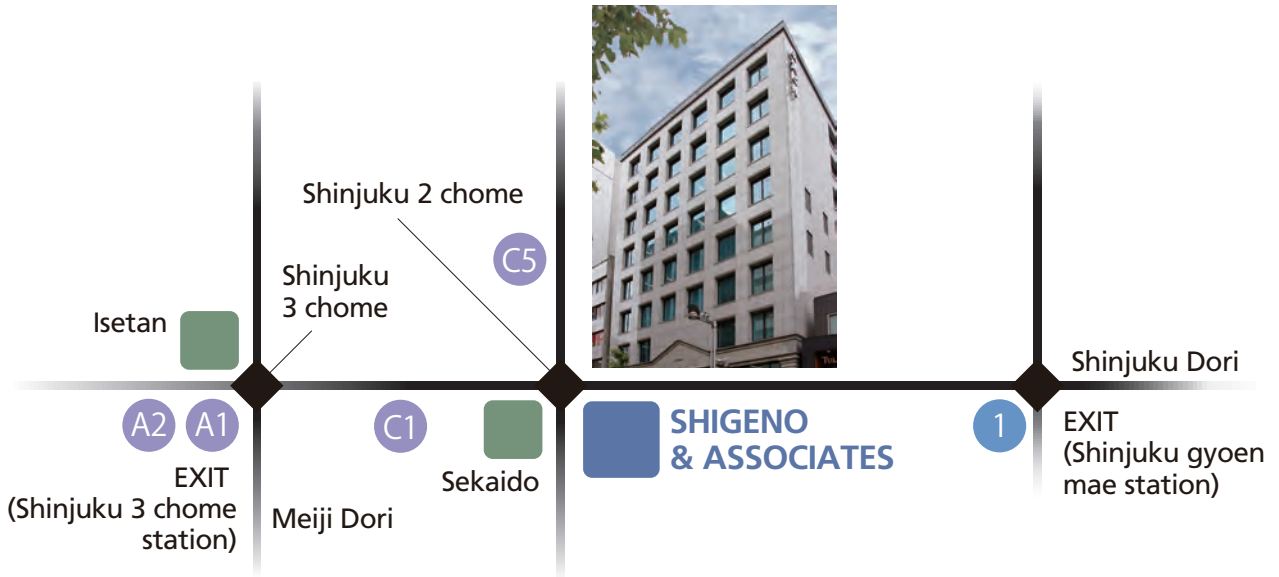 Shinjuku 2 chome
C5
Shinjuku
3 chome
Isetan
Shinjuku Dori
A2
A1
C1
Sekaido
SHIGENO
& ASSOCIATES
1
EXIT
(Shinjuku gyoen
mae station)
EXIT
(Shinjuku 3 chome
station)
Meiji Dori